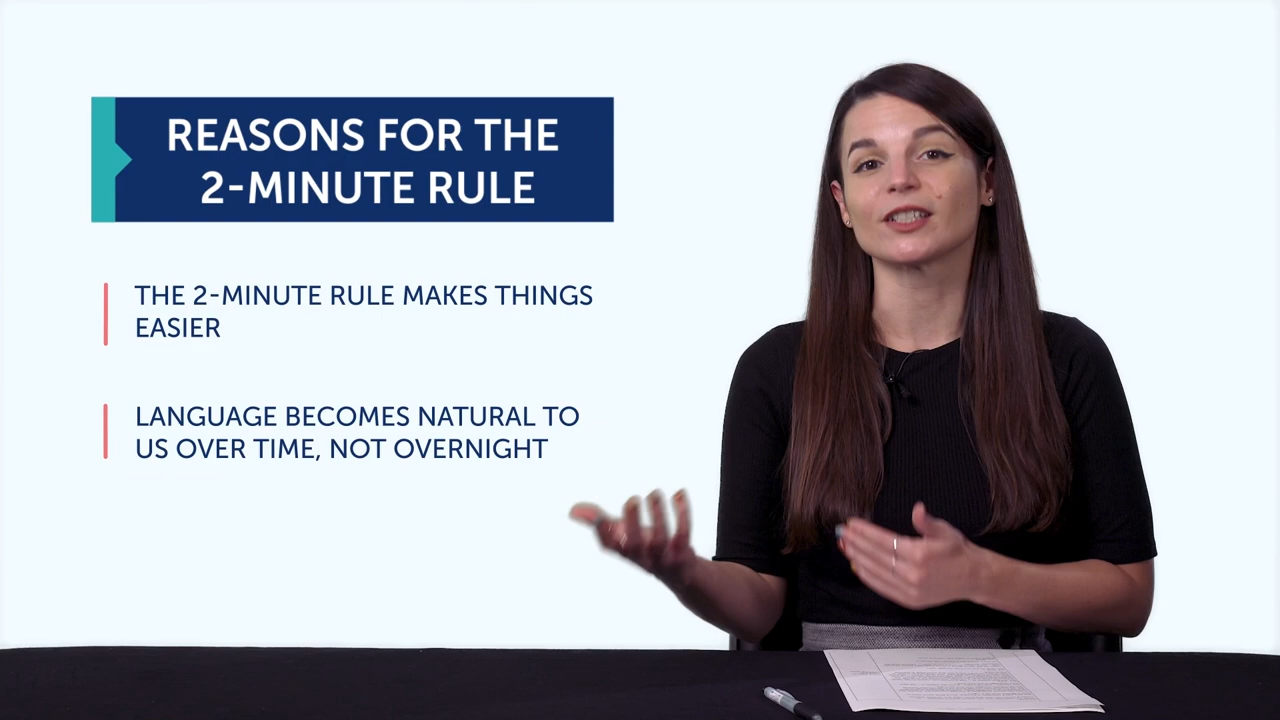 REASONS FOR THE
2-MINUTE RULE
THE 2-MINUTE RULE MAKES THINGS
EASIER
LANGUAGE BECOMES NATURAL TO
US OVER TIME, NOT OVERNIGHT